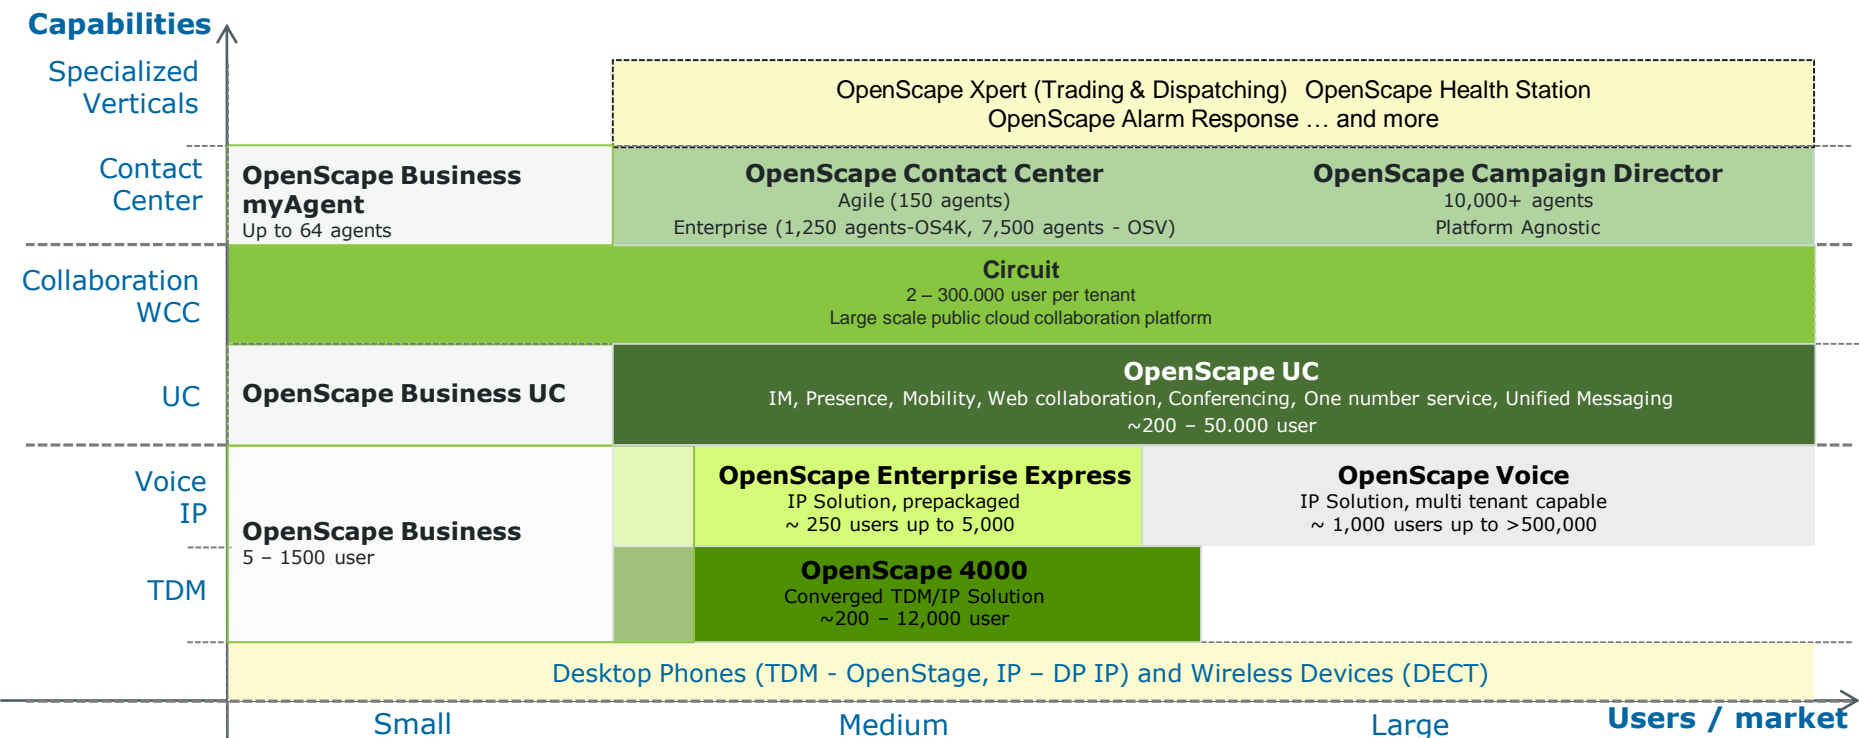 Capabilities
Specialized
Verticals
OpenScape Xpert (Trading & Dispatching) OpenScape Health Station
OpenScape Alarm Response … and more
Contact
Center
OpenScape Business
myAgent
Up to 64 agents
OpenScape Contact Center
Agile (150 agents)
Enterprise (1,250 agents-OS4K, 7,500 agents - OSV)
OpenScape Campaign Director
10,000+ agents
Platform Agnostic
Collaboration
WCC
Circuit
2 – 300.000 user per tenant
Large scale public cloud collaboration platform
UC
OpenScape Business UC
OpenScape UC
IM, Presence, Mobility, Web collaboration, Conferencing, One number service, Unified Messaging
~200 – 50.000 user
Voice
IP
TDM
OpenScape Business
5 – 1500 user
OpenScape Enterprise Express
IP Solution, prepackaged
~ 250 users up to 5,000
OpenScape Voice
IP Solution, multi tenant capable
~ 1,000 users up to >500,000
OpenScape 4000
Converged TDM/IP Solution
~200 – 12,000 user
Desktop Phones (TDM - OpenStage, IP – DP IP) and Wireless Devices (DECT)
Small
Medium
Large
Users / market